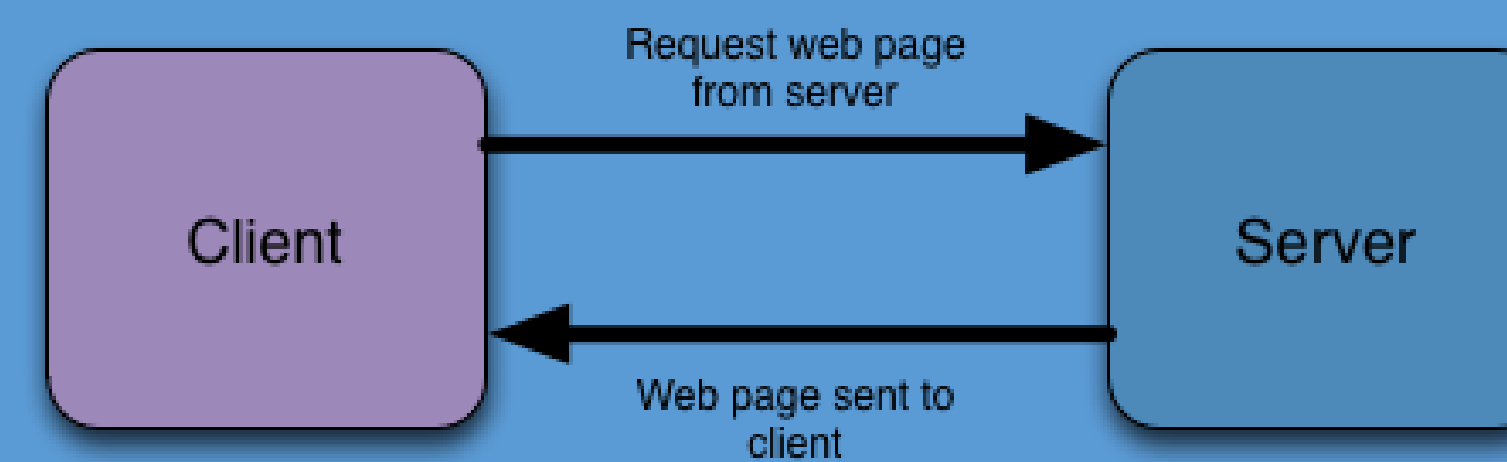 Request web page
from server
Client
Server
Web page sent to
client